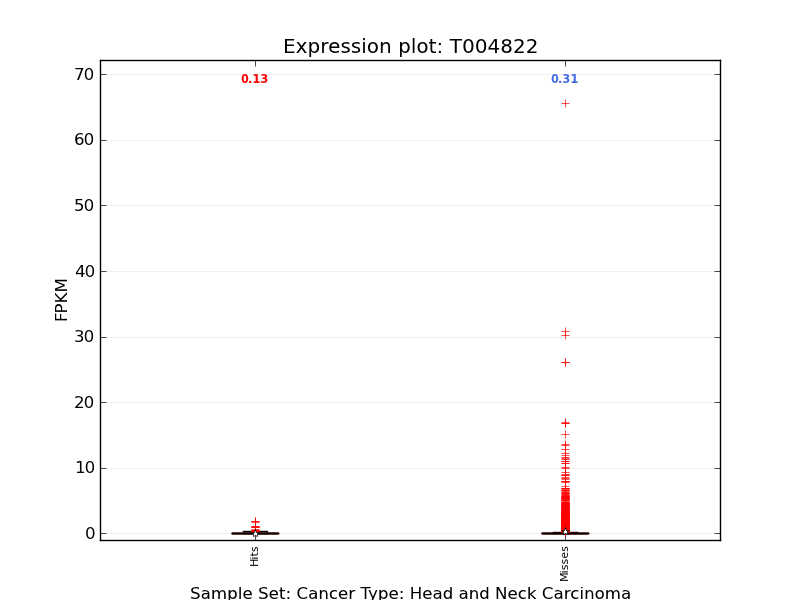 Expression plot: T004822
0.13
0.31
70
60
50
40
30
20
10
0
FPKM
Hits
Misses
Sample Set: Cancer Type: Head and Neck Carcinoma